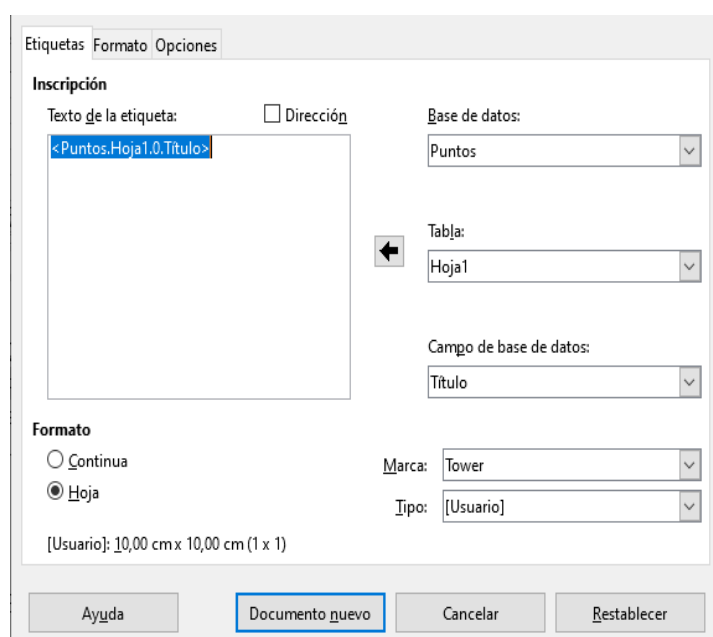 Etiquetas Formato Opciones
Inscripción
Texto de la etiqueta:
Dirección
Base de datos:
<Puntos.Hoja1.0.Título>
Puntos
Tabla:
Hoja1
Campo de base de datos:
Título
Formato
Continua
Marca: Tower
Hoja
Tipo: [Usuario]
[Usuario]: 10,00 cm x 10,00 cm (1 x 1)
Ayuda
Documento nuevo
Cancelar
Restablecer